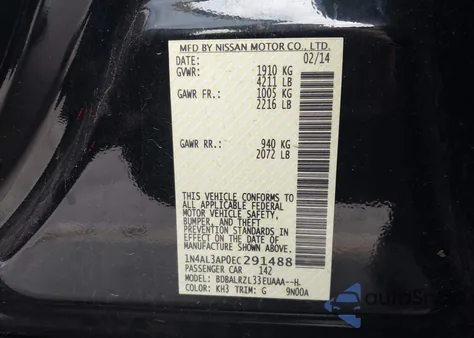 MFD BY NISSAN MOTOR CO., LTD.
DATE: 02/14
GVWR: 1910 KG
4211 LB
GAWR FR.: 1005 KG
2216 LB
GAWR RR.: 940 KG
2072 LB
THIS VEHICLE CONFORMS TO
ALL APPLICABLE FEDERAL
MOTOR VEHICLE SAFETY,
BUMPER, AND THEFT
PREVENTION STANDARDS IN
EFFECT ON THE DATE OF
MANUFACTURE SHOWN ABOVE.
1N4AL3AP0EC291488
PASSENGER CAR 142
MODEL: BDBALRZL33EUAAA--H
COLOR: KH3 TRIM: G 9N00A